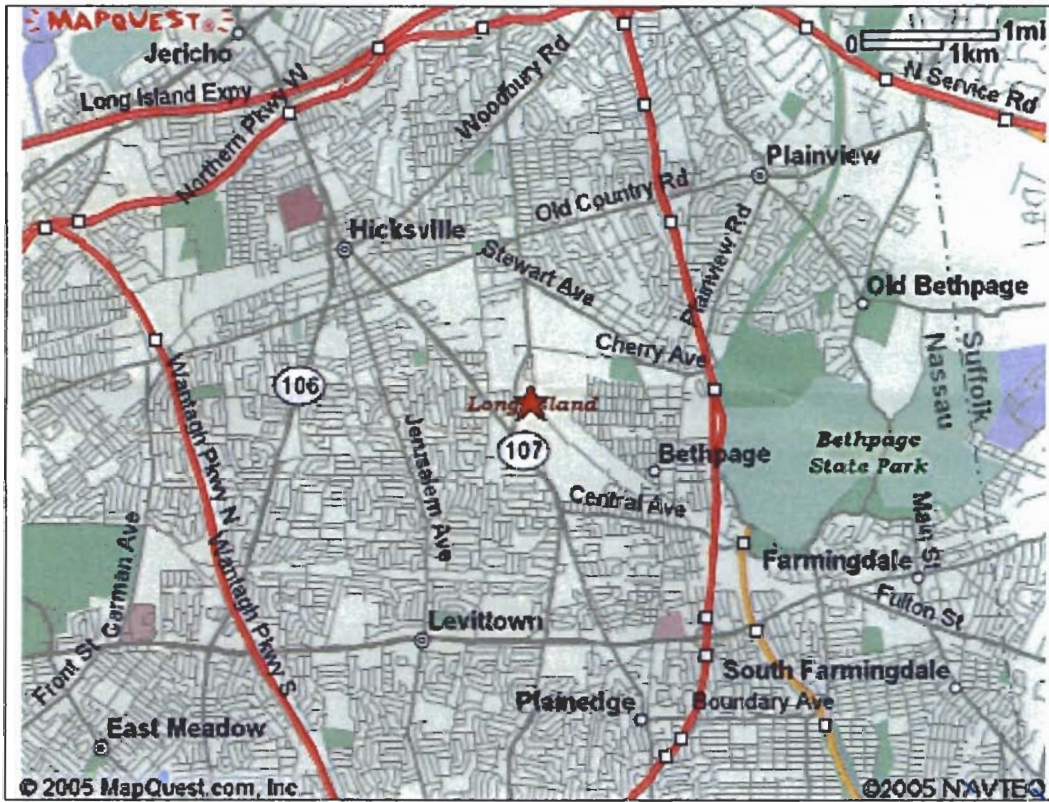 MAPQUEST
Jericho
0 1mi
1km
Long Island Expy
Northern Pkwy W
Woodbury Rd
N Service Rd
Plainview
Old Country Rd
Hicksville
Stewart Ave
Plainview Rd
Old Bethpage
Cherry Ave
Nassau
Suffolk
Wantagh Pkwy N
106
Long Island
Jerusalem Ave
107
Bethpage
Bethpage
State Park
Central Ave
Main St
Garman Ave
Wantagh Pkwy S
Farmingdale
Fulton St
Levittown
Front St
South Farmingdale
Plainedge
Boundary Ave
East Meadow
© 2005 MapQuest.com, Inc
©2005 NAVTEQ